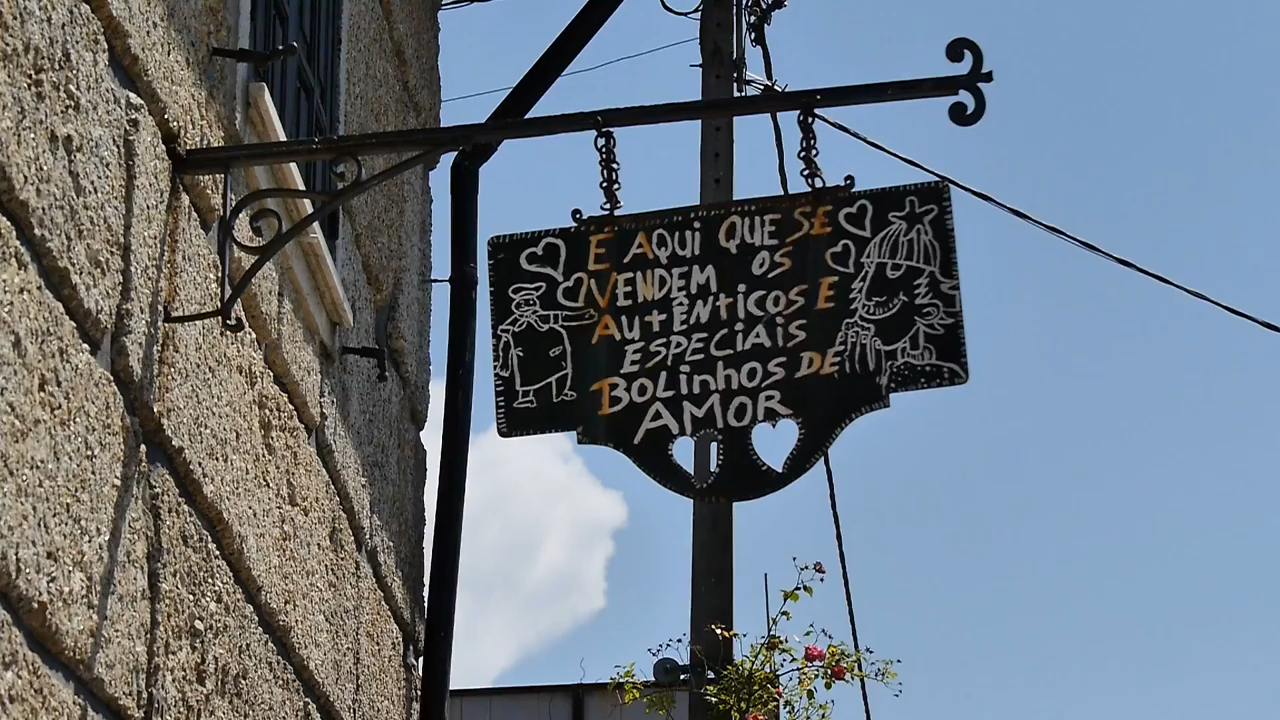 E AQUi QUE SE
VENDEM OS
AUTÊNTiCOS E
ESPECiAiS
BOLinhOS DE
AMOR